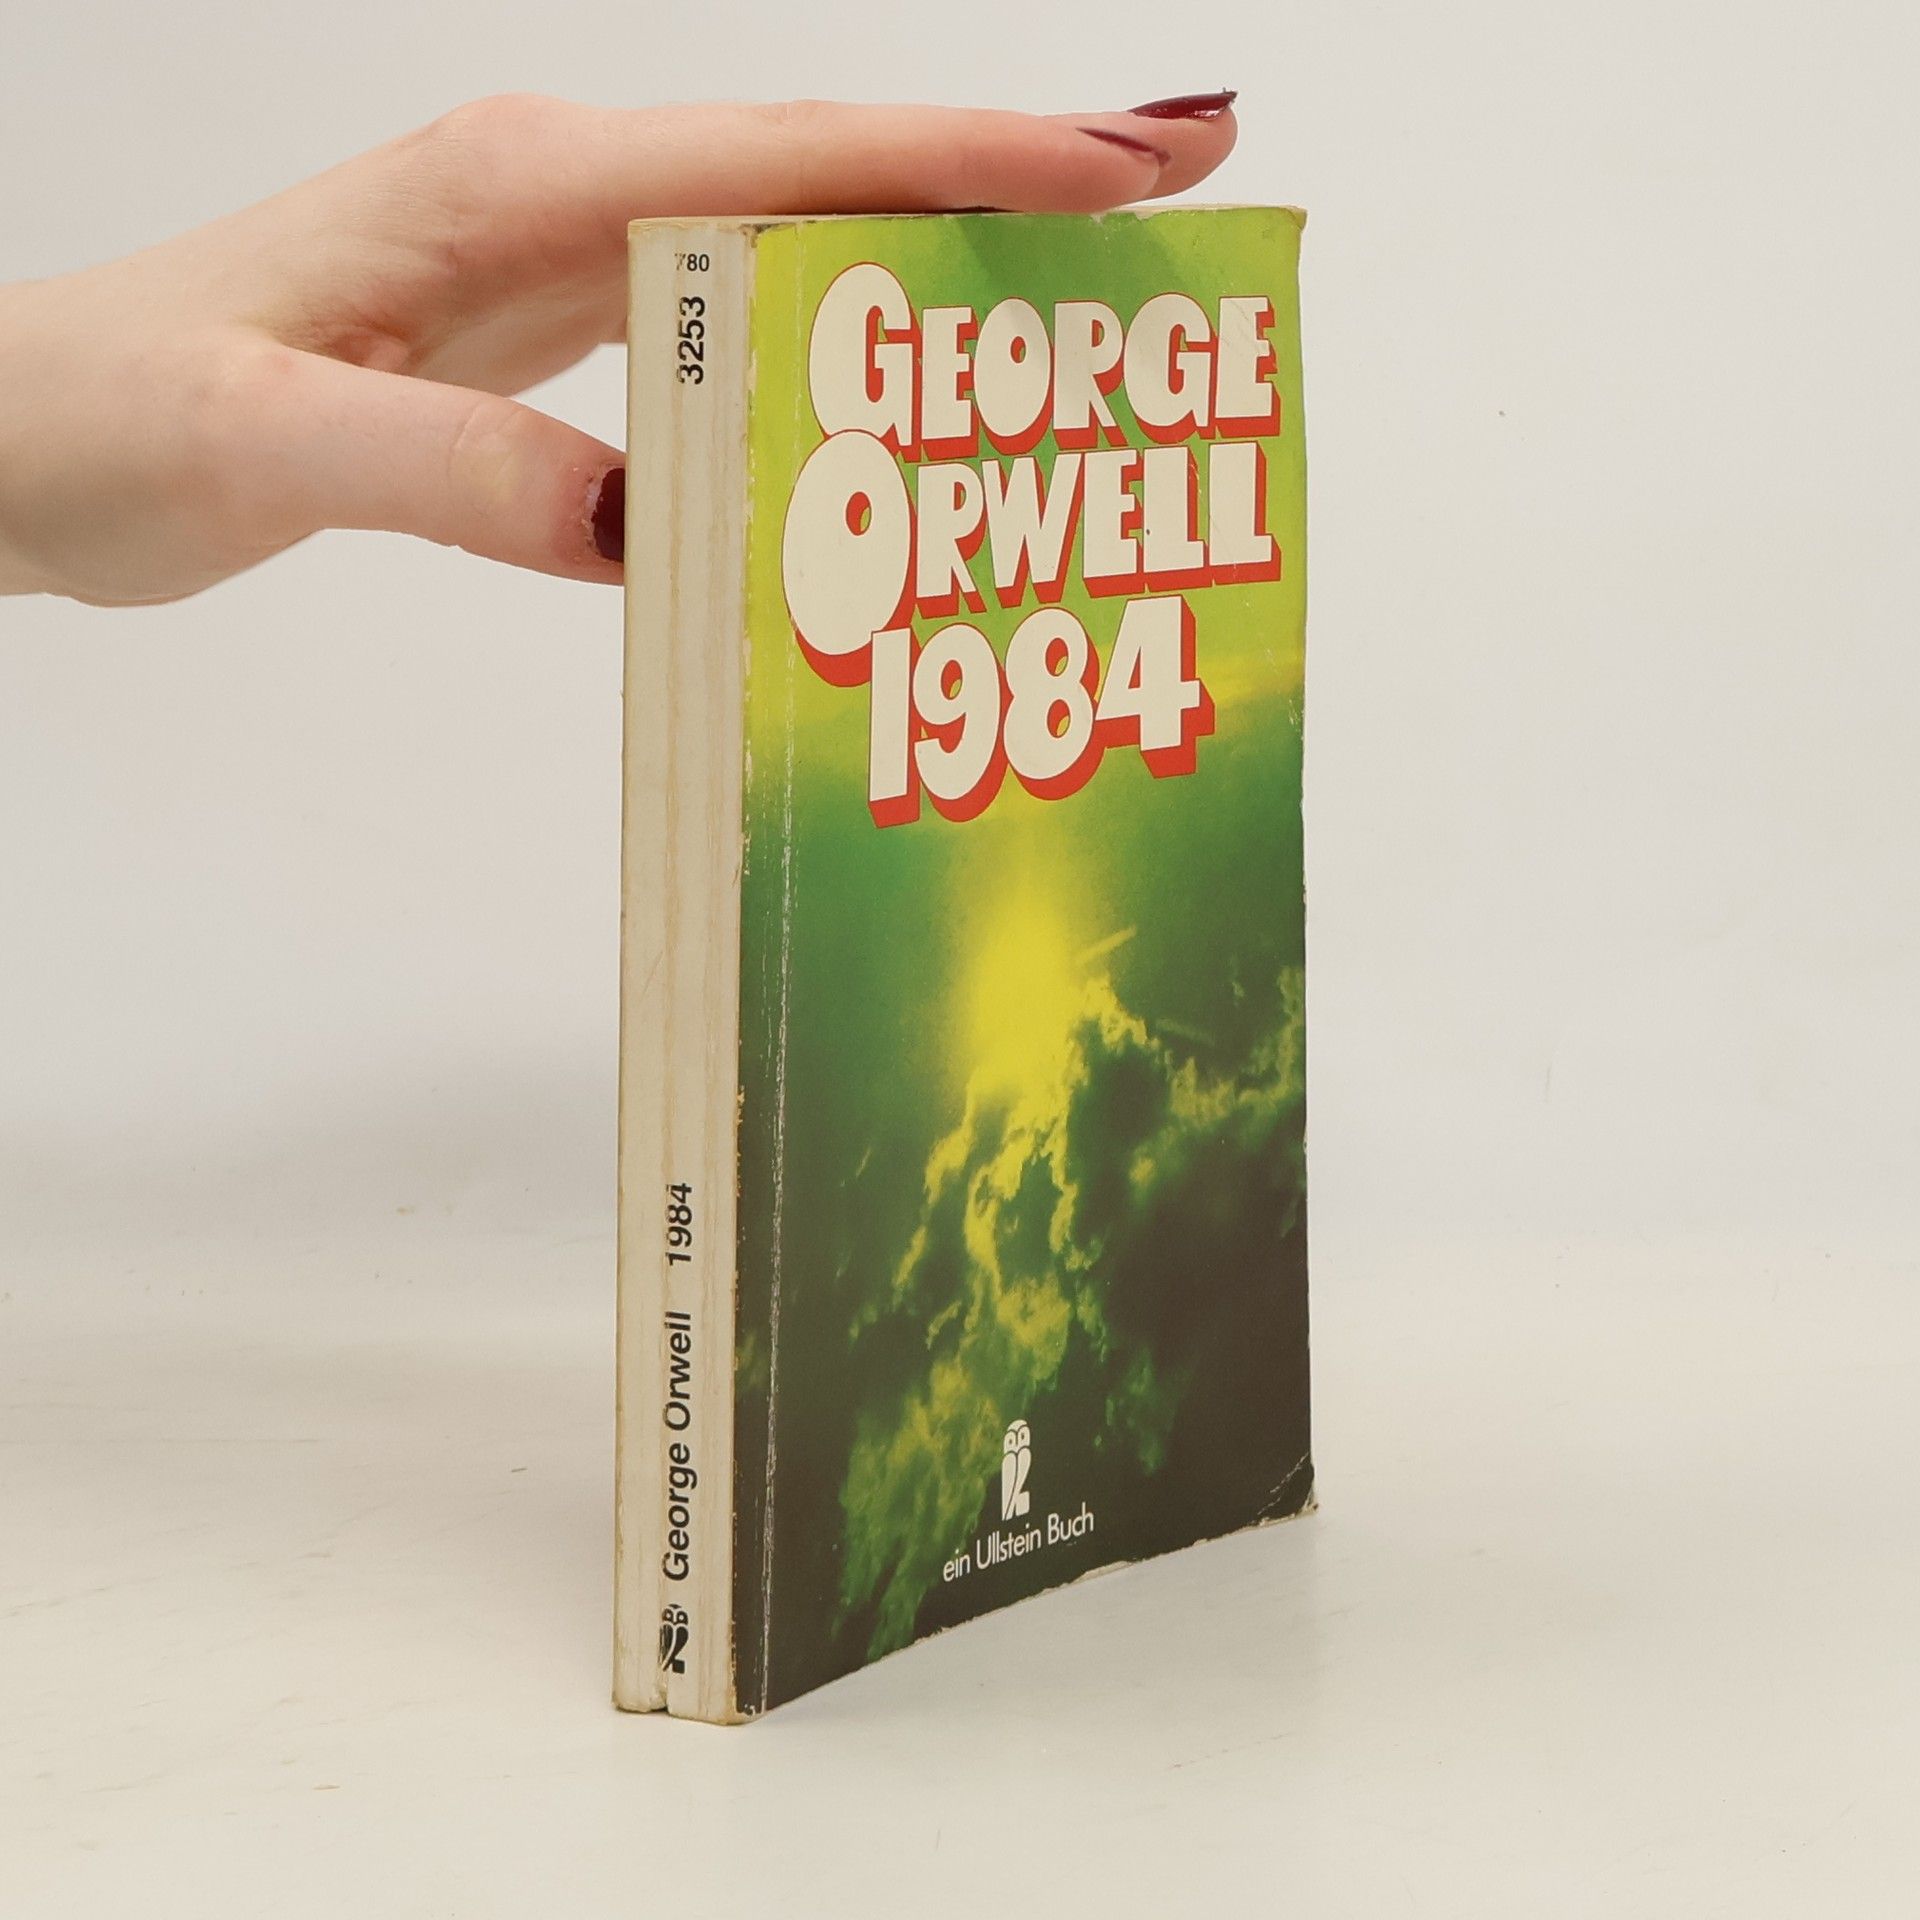 780
3253
George Orwell 1984
GEORGE
ORWELL
1984
ein Ullstein Buch